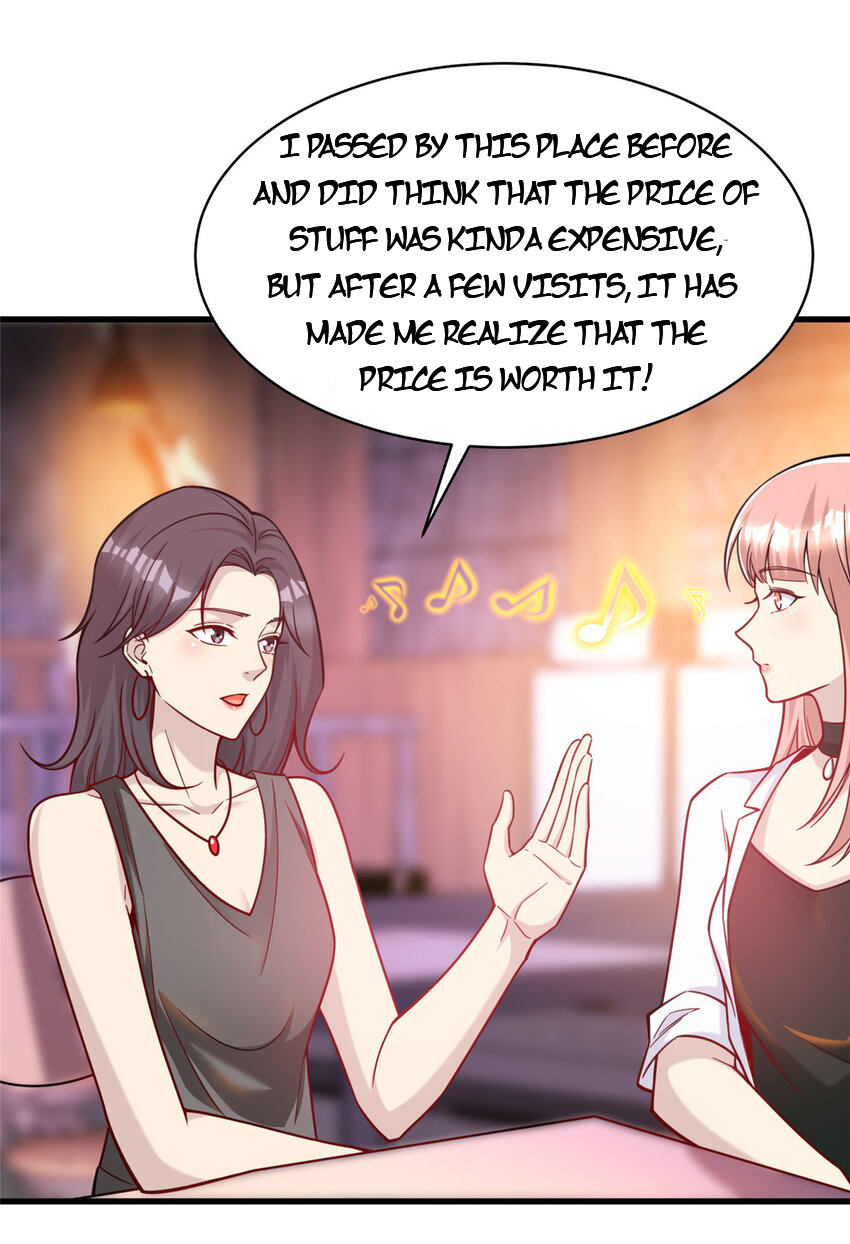 I PASSED BY THIS PLACE BEFORE
AND DID THINK THAT THE PRICE OF
STUFF WAS KINDA EXPENSIVE,
BUT AFTER A FEW VISITS, IT HAS
MADE ME REALIZE THAT THE
PRICE IS WORTH IT!